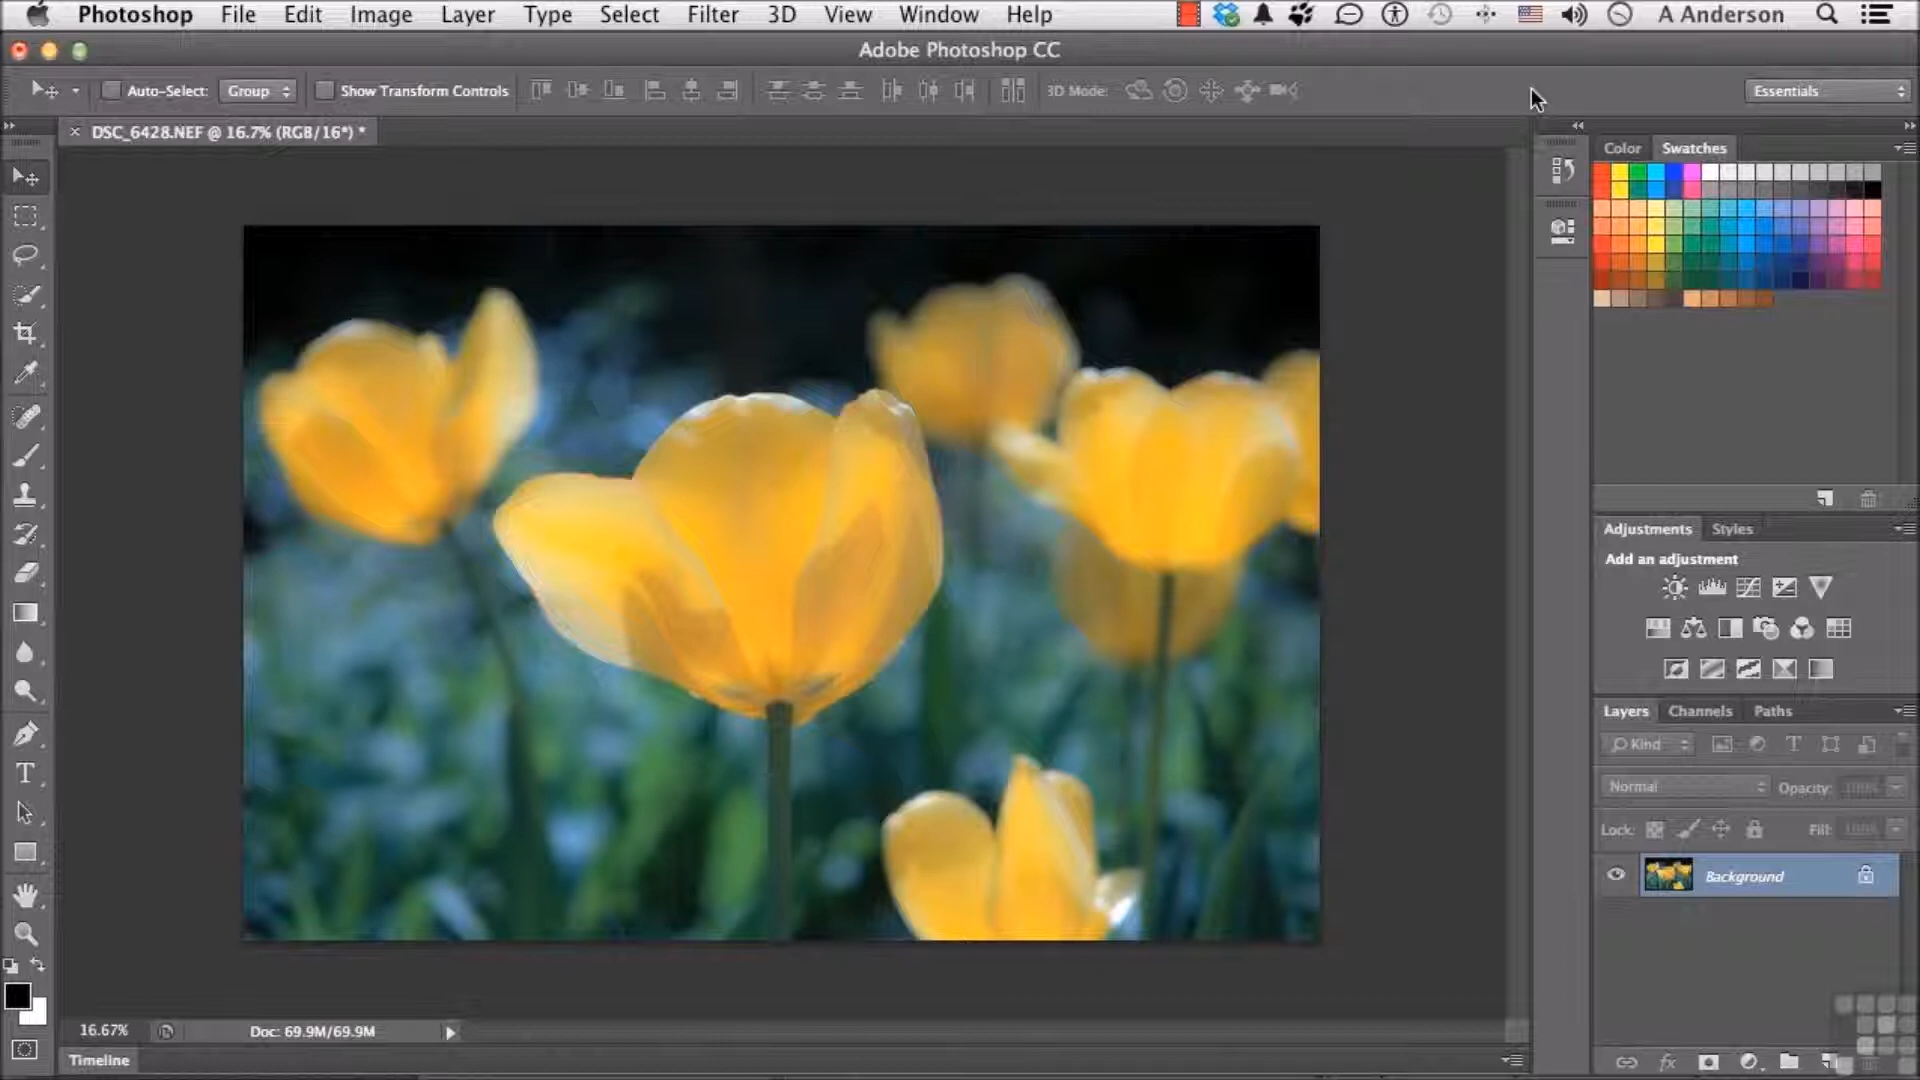 Photoshop File Edit Image Layer Type Select Filter 3D View Window Help A Anderson
Adobe Photoshop CC
Auto-Select: Group Show Transform Controls 3D Mode: Essentials
DSC_6428.NEF @ 16.7% (RGB/16*) *
Color Swatches
Adjustments Styles
Add an adjustment
Layers Channels Paths
Kind
Normal Opacity: 100%
Lock: Fill: 100%
Background
16.67% Doc: 69.9M/69.9M
Timeline